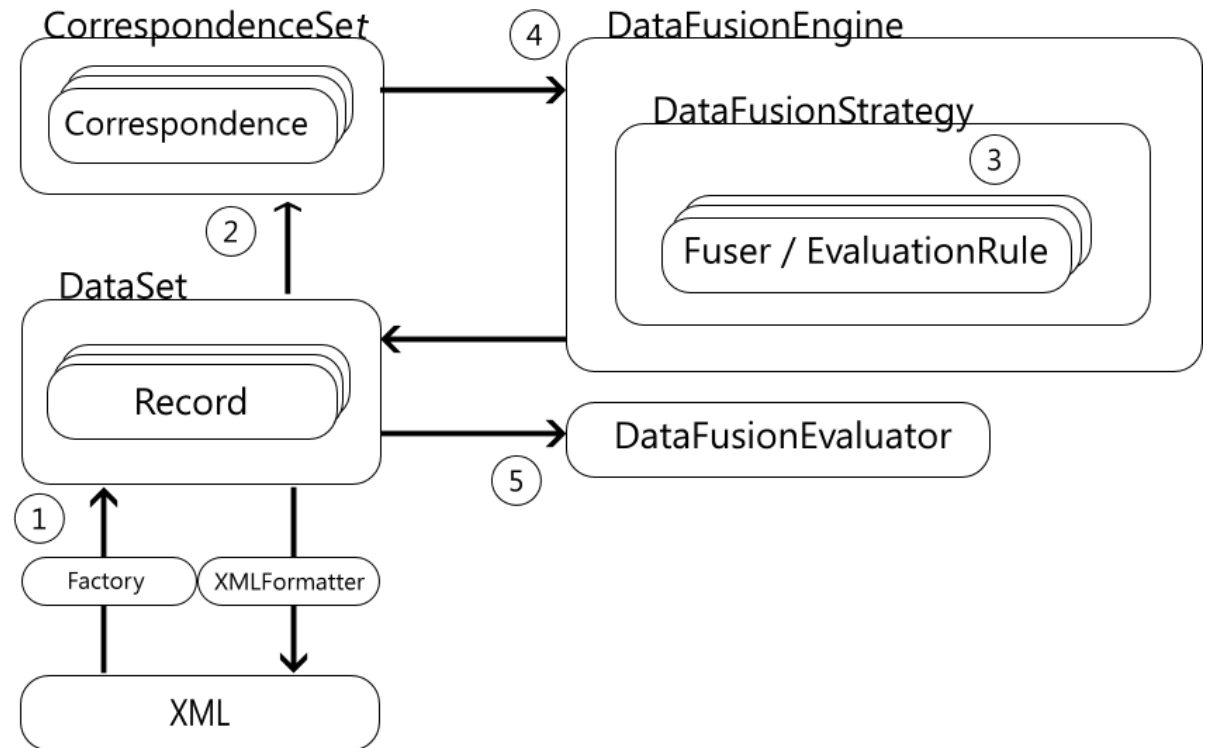 CorrespondenceSet
4
DataFusionEngine
Correspondence
DataFusionStrategy
3
2
Fuser / EvaluationRule
DataSet
Record
DataFusionEvaluator
5
1
Factory
XMLFormatter
XML